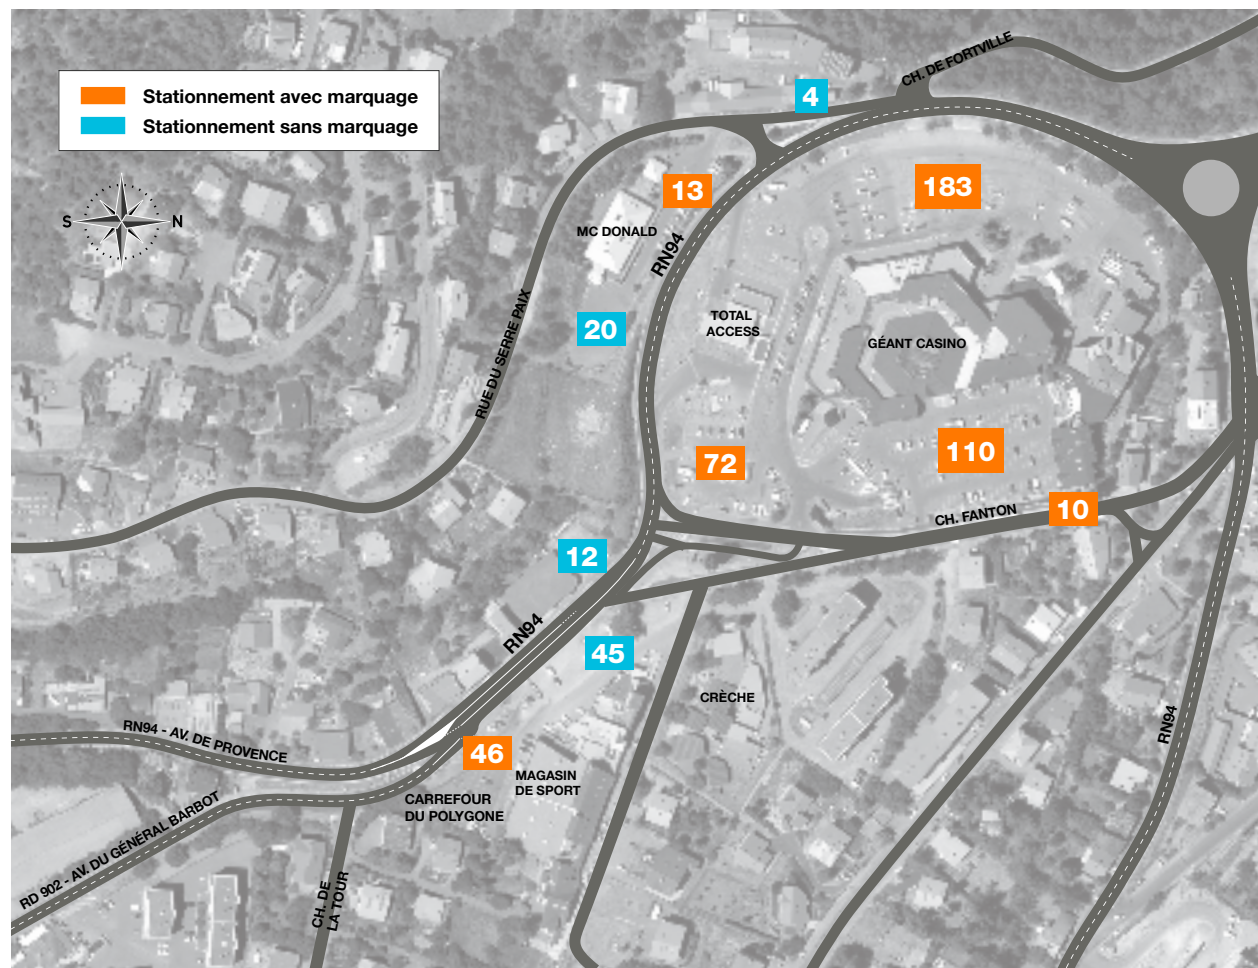 CH. DE FORTVILLE
Stationnement avec marquage
4
Stationnement sans marquage
S
N
13
183
MC DONALD
RN94
20
TOTAL
ACCESS
GÉANT CASINO
RUE DU SERRE PAIX
72
110
10
CH. FANTON
12
RN94
45
CRÈCHE
RN94
RN94 - AV. DE PROVENCE
46
MAGASIN
DE SPORT
CARREFOUR
DU POLYGONE
RD 902 - AV. DU GÉNÉRAL BARBOT
CH. DE
LA TOUR